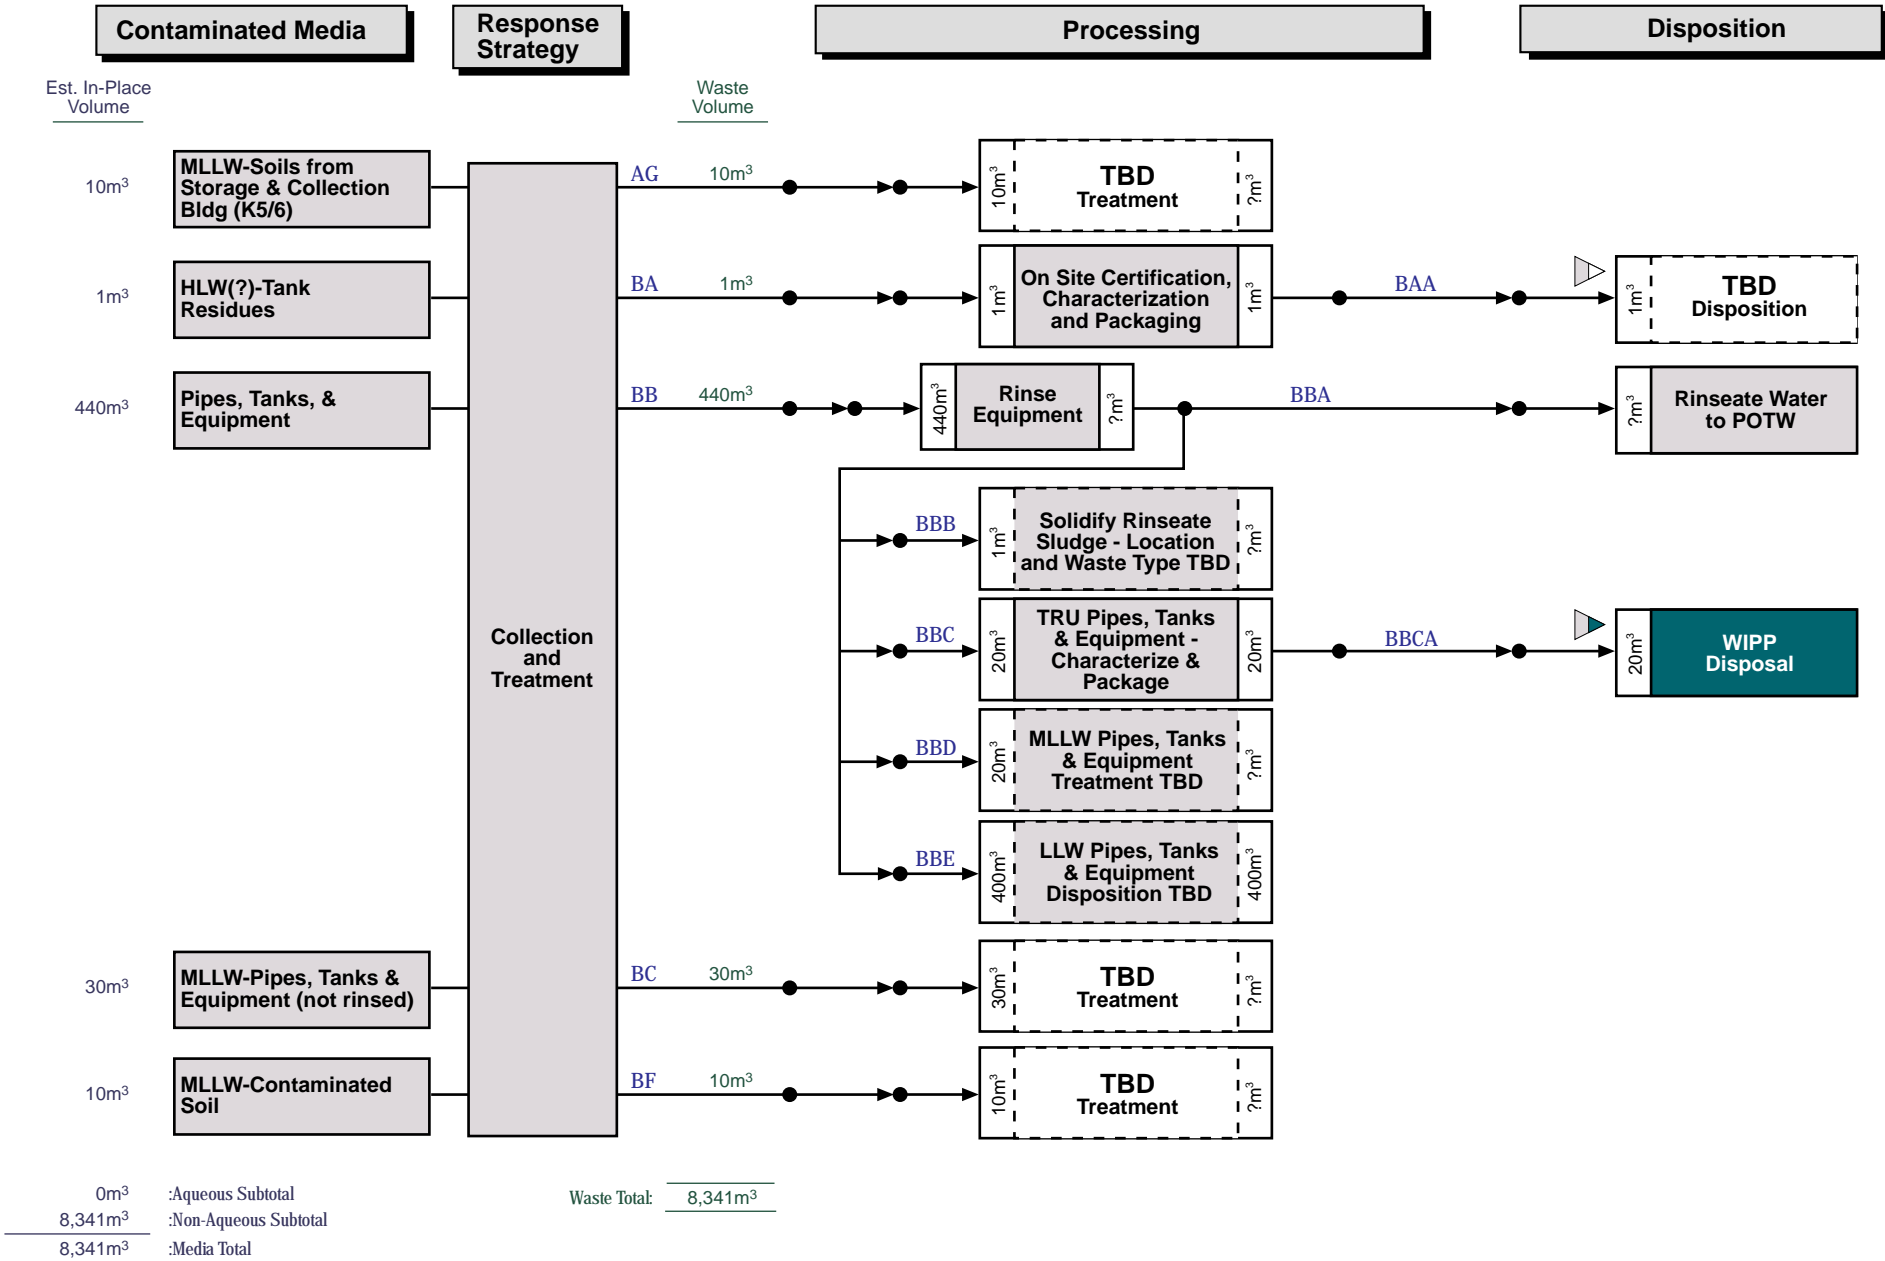 Contaminated Media
Response
Strategy
Processing
Disposition
Est. In-Place
Volume
Waste
Volume
10m³
MLLW-Soils from
Storage & Collection
Bldg (K5/6)
AG
10m³
10m³
TBD
Treatment
?m³
1m³
HLW(?)-Tank
Residues
BA
1m³
1m³
On Site Certification,
Characterization
and Packaging
1m³
BAA
1m³
TBD
Disposition
440m³
Pipes, Tanks, &
Equipment
BB
440m³
440m³
Rinse
Equipment
?m³
BBA
?m³
Rinseate Water
to POTW
BBB
1m³
Solidify Rinseate
Sludge - Location
and Waste Type TBD
?m³
Collection
and
Treatment
BBC
20m³
TRU Pipes, Tanks
& Equipment -
Characterize &
Package
20m³
BBCA
20m³
WIPP
Disposal
BBD
20m³
MLLW Pipes, Tanks
& Equipment
Treatment TBD
?m³
BBE
400m³
LLW Pipes, Tanks
& Equipment
Disposition TBD
400m³
30m³
MLLW-Pipes, Tanks &
Equipment (not rinsed)
BC
30m³
30m³
TBD
Treatment
?m³
10m³
MLLW-Contaminated
Soil
BF
10m³
10m³
TBD
Treatment
?m³
0m³ :Aqueous Subtotal
8,341m³ :Non-Aqueous Subtotal
8,341m³ :Media Total
Waste Total: 8,341m³